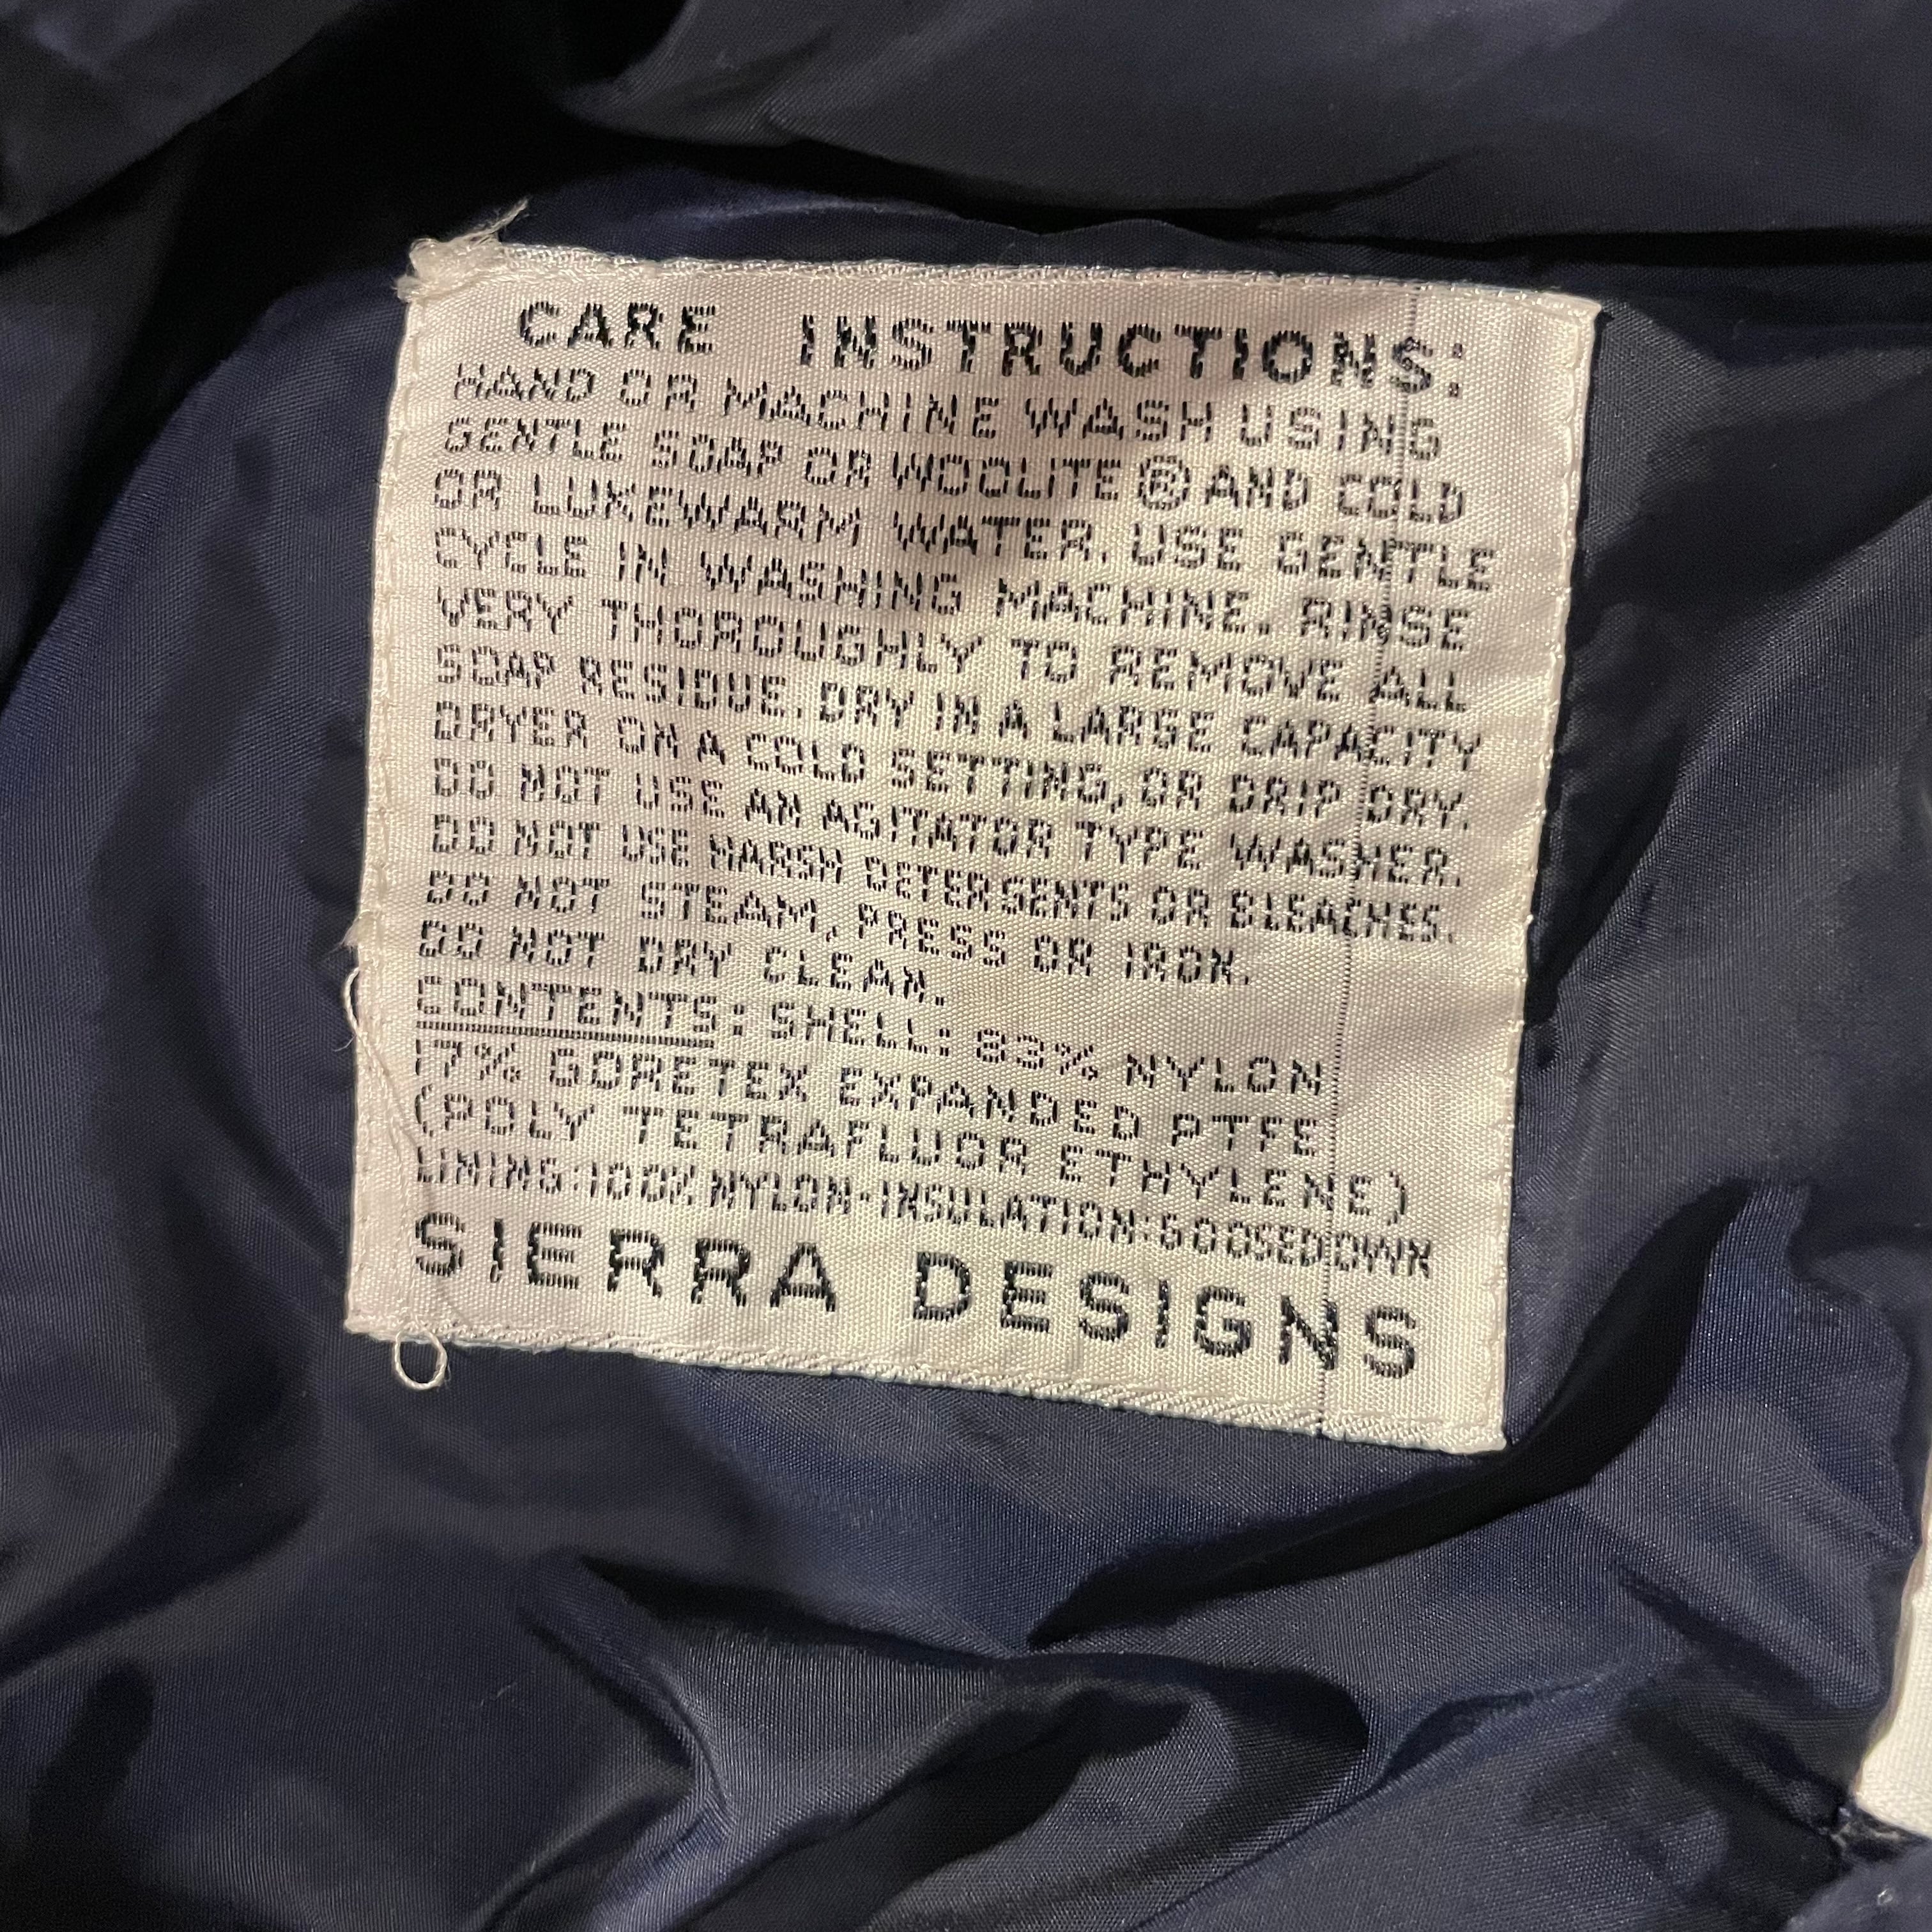 CARE INSTRUCTIONS:
HAND OR MACHINE WASH USING
GENTLE SOAP OR WOOLITE ® AND COLD
OR LUKEWARM WATER. USE GENTLE
CYCLE IN WASHING MACHINE. RINSE
VERY THOROUGHLY TO REMOVE ALL
SOAP RESIDUE. DRY IN A LARGE CAPACITY
DRYER ON A COLD SETTING, OR DRIP DRY.
DO NOT USE AN AGITATOR TYPE WASHER.
DO NOT USE HARSH DETERGENTS OR BLEACHES.
DO NOT STEAM, PRESS OR IRON.
DO NOT DRY CLEAN.
CONTENTS: SHELL: 83% NYLON
17% GORETEX EXPANDED PTFE
(POLY TETRAFLUOR ETHYLENE)
LINING:100% NYLON-INSULATION:GOOSEDOWN
SIERRA DESIGNS